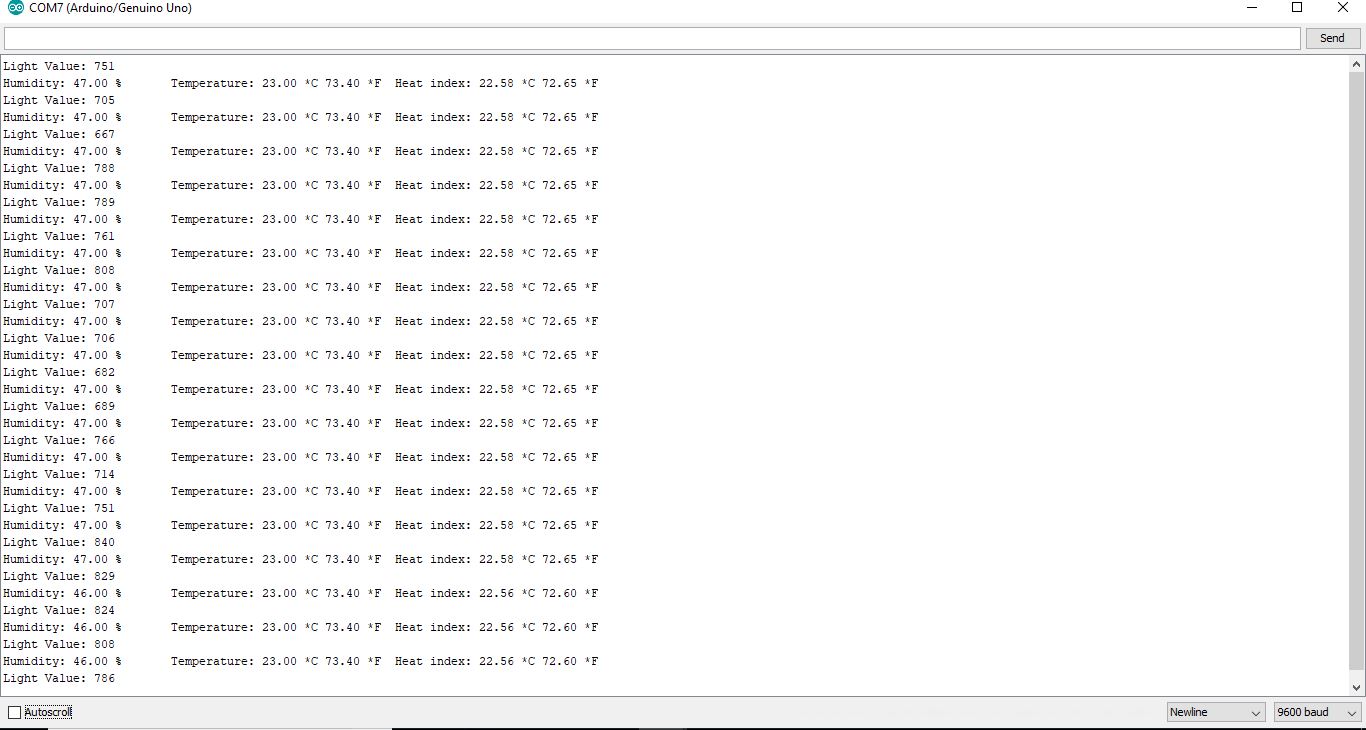 COM7 (Arduino/Genuino Uno)
Send
Light Value: 751
Humidity: 47.00 %	Temperature: 23.00 *C 73.40 *F	Heat index: 22.58 *C 72.65 *F
Light Value: 705
Humidity: 47.00 %	Temperature: 23.00 *C 73.40 *F	Heat index: 22.58 *C 72.65 *F
Light Value: 667
Humidity: 47.00 %	Temperature: 23.00 *C 73.40 *F	Heat index: 22.58 *C 72.65 *F
Light Value: 788
Humidity: 47.00 %	Temperature: 23.00 *C 73.40 *F	Heat index: 22.58 *C 72.65 *F
Light Value: 789
Humidity: 47.00 %	Temperature: 23.00 *C 73.40 *F	Heat index: 22.58 *C 72.65 *F
Light Value: 761
Humidity: 47.00 %	Temperature: 23.00 *C 73.40 *F	Heat index: 22.58 *C 72.65 *F
Light Value: 808
Humidity: 47.00 %	Temperature: 23.00 *C 73.40 *F	Heat index: 22.58 *C 72.65 *F
Light Value: 707
Humidity: 47.00 %	Temperature: 23.00 *C 73.40 *F	Heat index: 22.58 *C 72.65 *F
Light Value: 706
Humidity: 47.00 %	Temperature: 23.00 *C 73.40 *F	Heat index: 22.58 *C 72.65 *F
Light Value: 682
Humidity: 47.00 %	Temperature: 23.00 *C 73.40 *F	Heat index: 22.58 *C 72.65 *F
Light Value: 689
Humidity: 47.00 %	Temperature: 23.00 *C 73.40 *F	Heat index: 22.58 *C 72.65 *F
Light Value: 766
Humidity: 47.00 %	Temperature: 23.00 *C 73.40 *F	Heat index: 22.58 *C 72.65 *F
Light Value: 714
Humidity: 47.00 %	Temperature: 23.00 *C 73.40 *F	Heat index: 22.58 *C 72.65 *F
Light Value: 751
Humidity: 47.00 %	Temperature: 23.00 *C 73.40 *F	Heat index: 22.58 *C 72.65 *F
Light Value: 840
Humidity: 47.00 %	Temperature: 23.00 *C 73.40 *F	Heat index: 22.58 *C 72.65 *F
Light Value: 829
Humidity: 46.00 %	Temperature: 23.00 *C 73.40 *F	Heat index: 22.56 *C 72.60 *F
Light Value: 824
Humidity: 46.00 %	Temperature: 23.00 *C 73.40 *F	Heat index: 22.56 *C 72.60 *F
Light Value: 808
Humidity: 46.00 %	Temperature: 23.00 *C 73.40 *F	Heat index: 22.56 *C 72.60 *F
Light Value: 786
Autoscroll	Newline	9600 baud